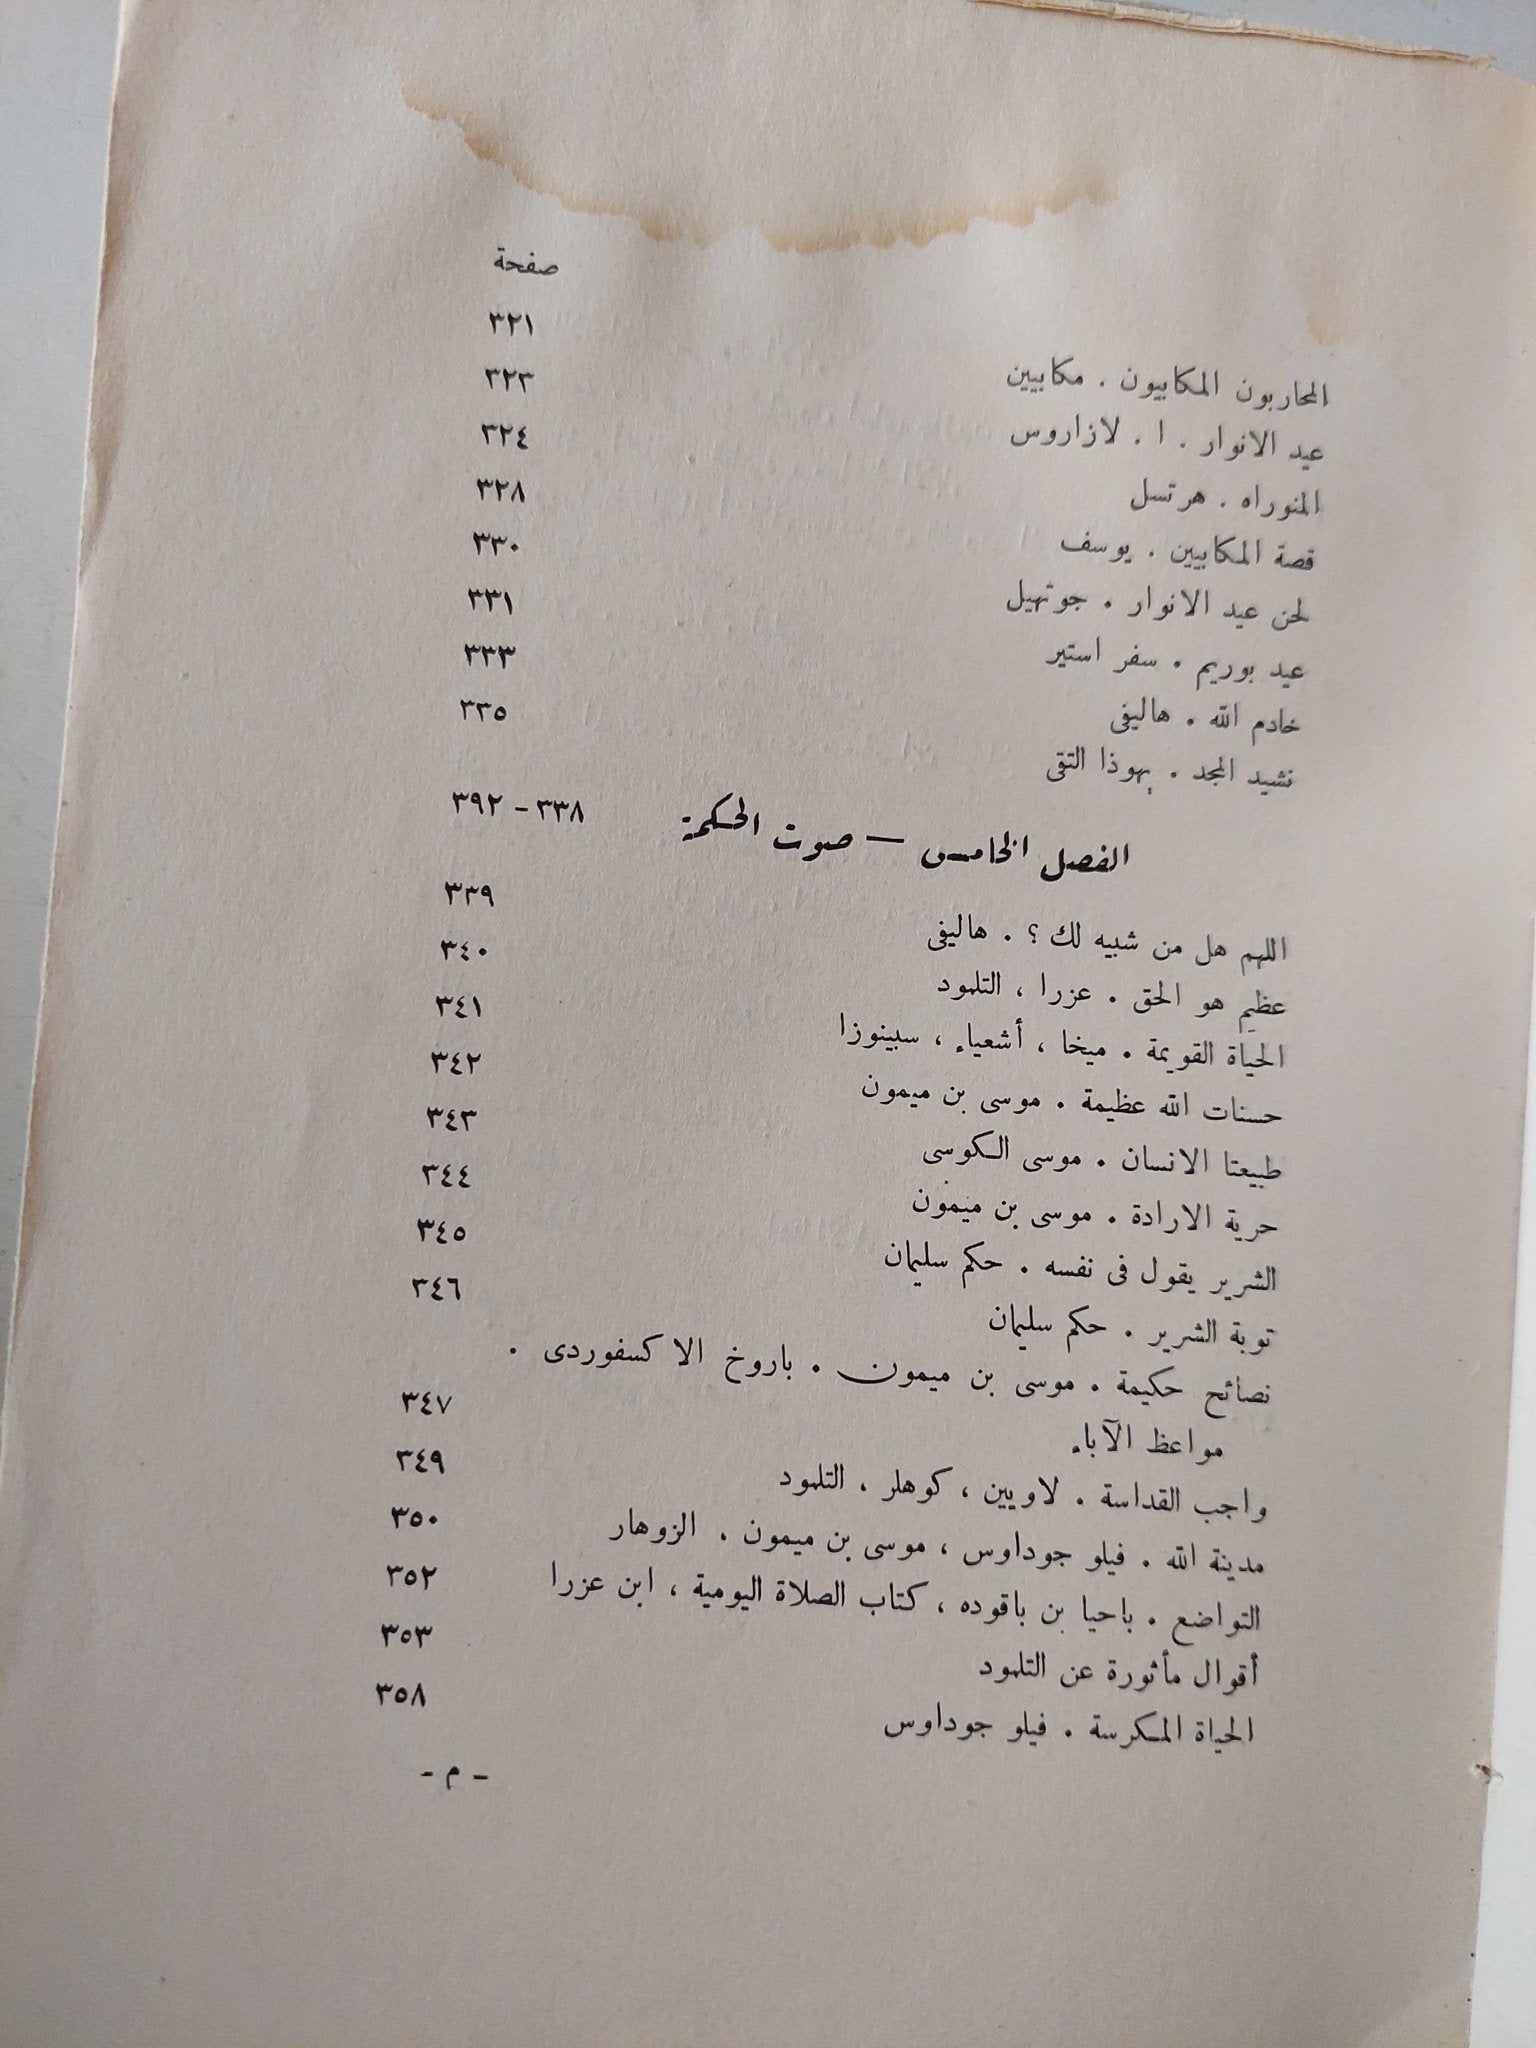 صفحة
المحاربون المكابيون . مكابيين ٣٢١
عيد الانوار . ا . لازاروس ٣٢٣
المنوراه . هرتسل ٣٢٤
قصة المكابيين . يوسف ٣٢٨
لحن عيد الانوار . جوتهيل ٣٣٠
عيد بوريم . سفر استير ٣٣١
خادم الله . هاليفى ٣٣٣
نشيد المجد . يهوذا التقى ٣٣٥
الفصل الخامس — صوت الحكمة ٣٣٨ - ٣٩٢
اللهم هل من شبيه لك ؟ . هاليفى ٣٣٩
عظيم هو الحق . عزرا ، التلمود ٣٤٠
الحياة القويمة . ميخا ، أشعياء ، سبينوزا ٣٤١
حسنات الله عظيمة . موسى بن ميمون ٣٤٢
طبيعتا الانسان . موسى الكوسى ٣٤٣
حرية الارادة . موسى بن ميمون ٣٤٤
الشرير يقول فى نفسه . حكم سليمان ٣٤٥
توبة الشرير . حكم سليمان ٣٤٦
نصائح حكيمة . موسى بن ميمون . باروخ الاكسفوردى .
مواعظ الآباء ٣٤٧
واجب القداسة . لاويين ، كوهلر ، التلمود ٣٤٩
مدينة الله . فيلو جوداوس ، موسى بن ميمون . الزوهار ٣٥٠
التواضع . باحيا بن باقوده ، كتاب الصلاة اليومية ، ابن عزرا ٣٥٢
أقوال مأثورة عن التلمود ٣٥٣
الحياة المكرسة . فيلو جوداوس ٣٥٨
- م -